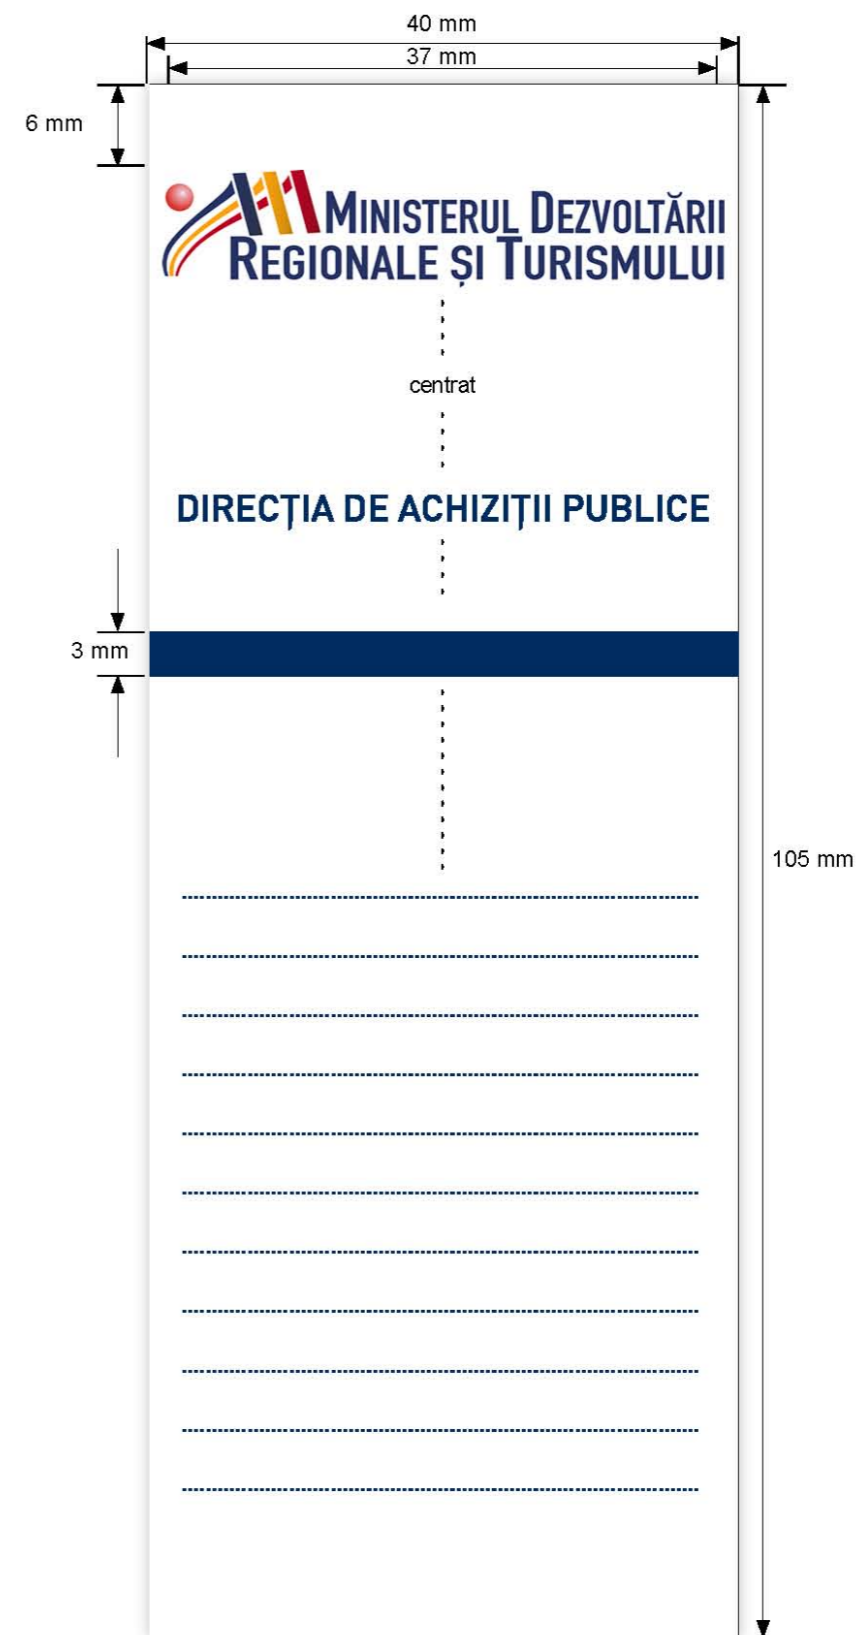 40 mm
37 mm
6 mm
MINISTERUL DEZVOLTĂRII
REGIONALE ȘI TURISMULUI
centrat
DIRECȚIA DE ACHIZIȚII PUBLICE
3 mm
105 mm